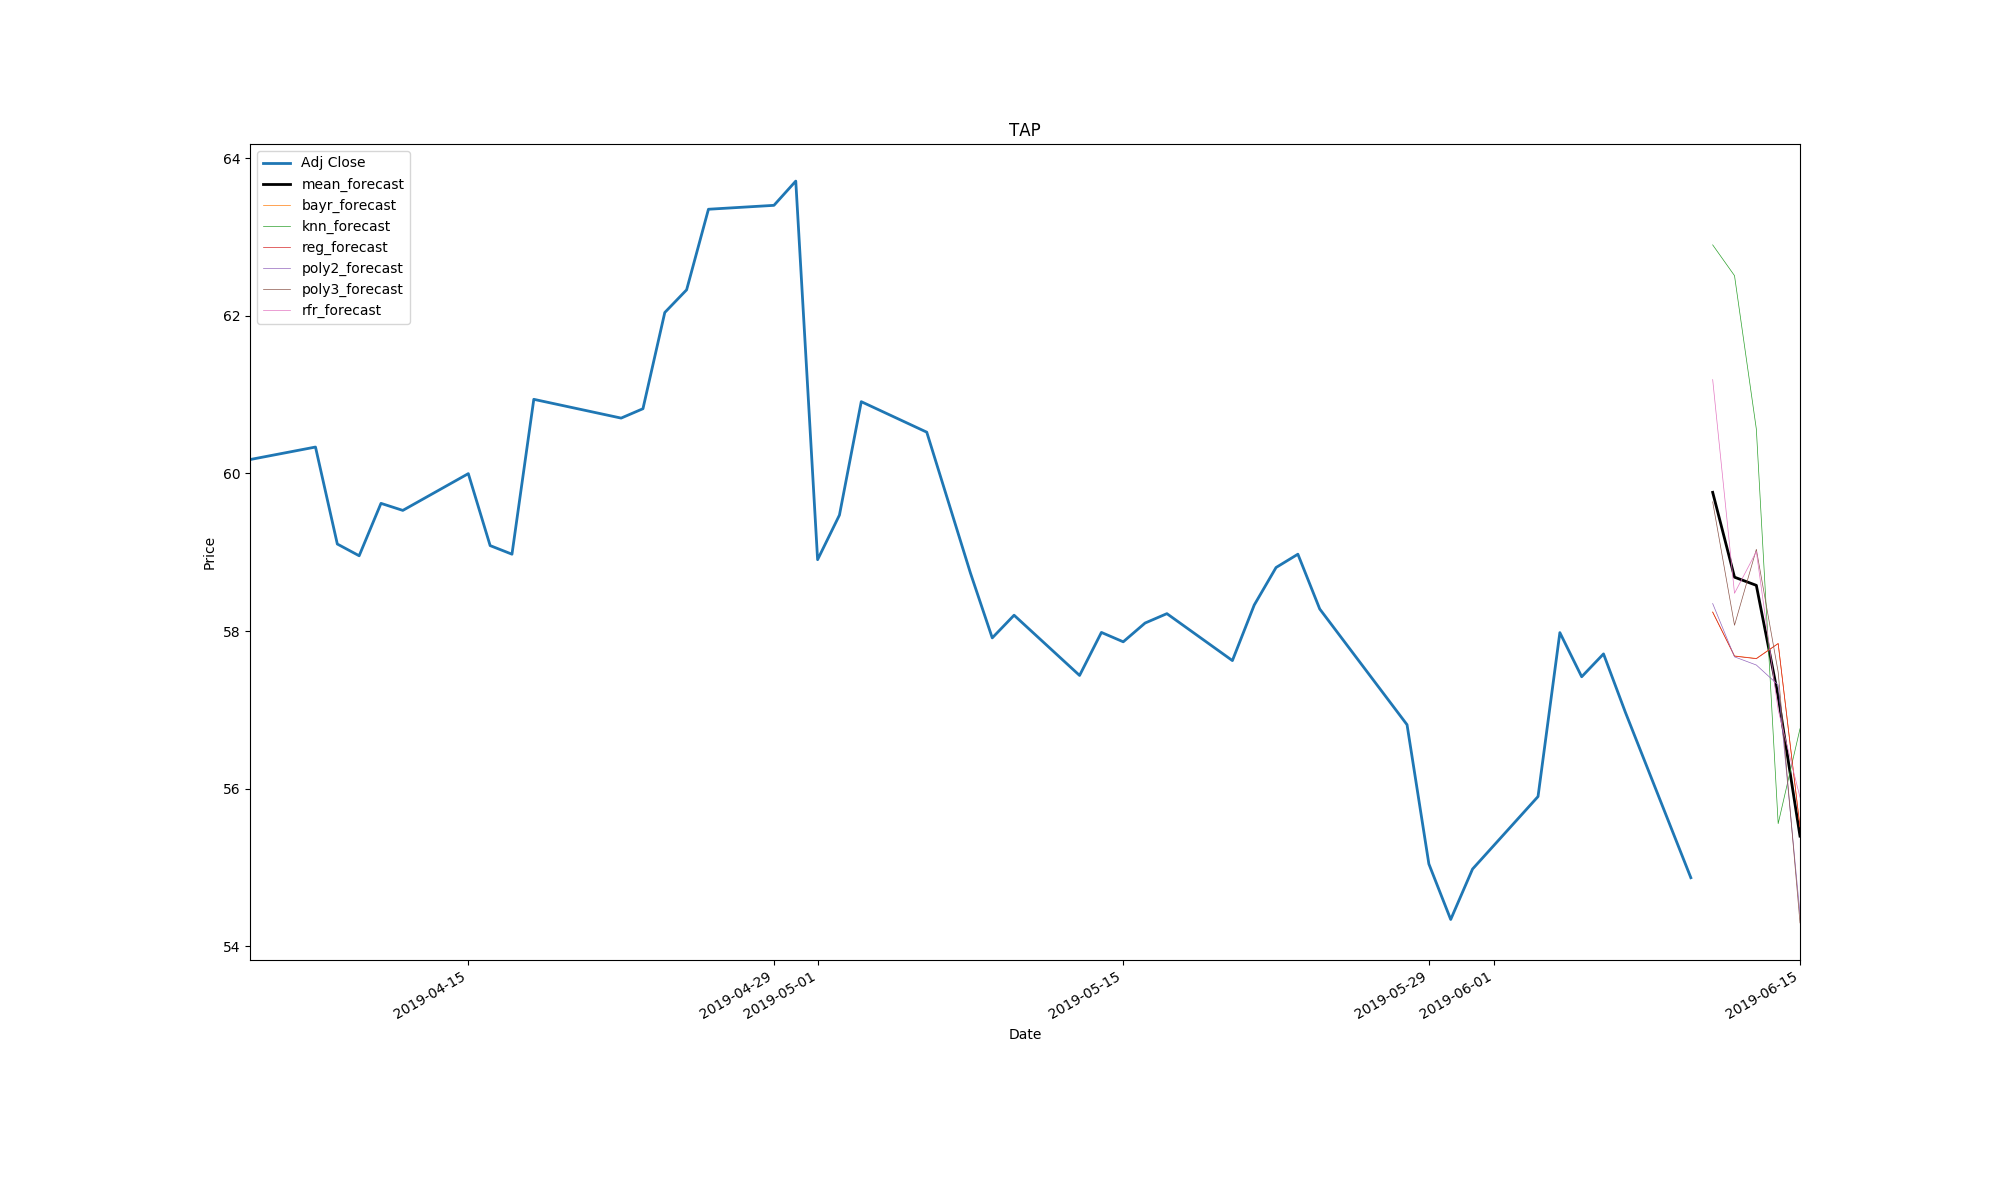 TAP
64
62
60
58
56
54
Price
Adj Close
mean_forecast
bayr_forecast
knn_forecast
reg_forecast
poly2_forecast
poly3_forecast
rfr_forecast
2019-04-15
2019-04-29
2019-05-01
2019-05-15
2019-05-29
2019-06-01
2019-06-15
Date